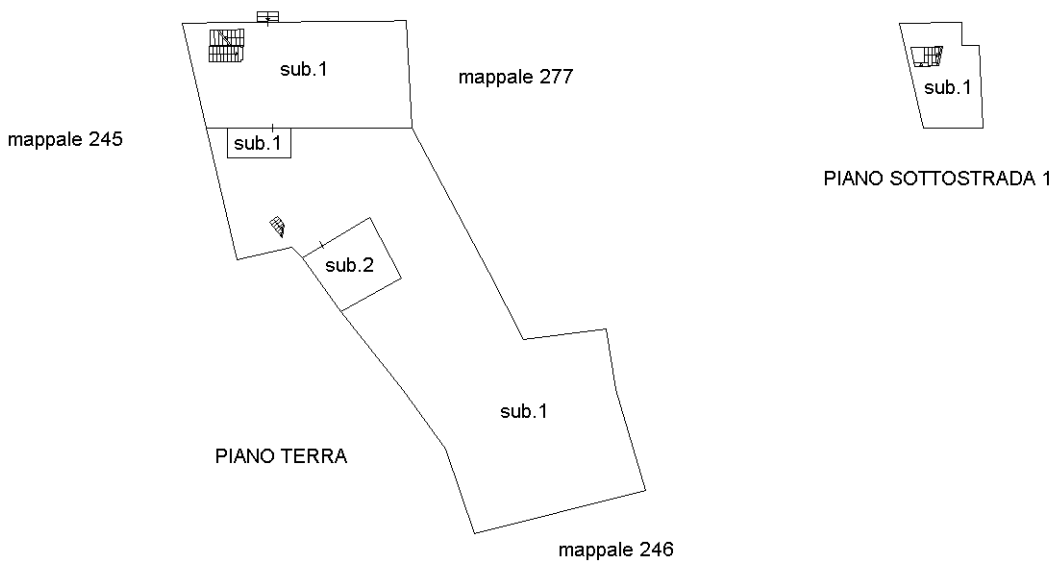 sub.1
mappale 277
sub.1
mappale 245
sub.1
PIANO SOTTOSTRADA 1
sub.2
sub.1
PIANO TERRA
mappale 246